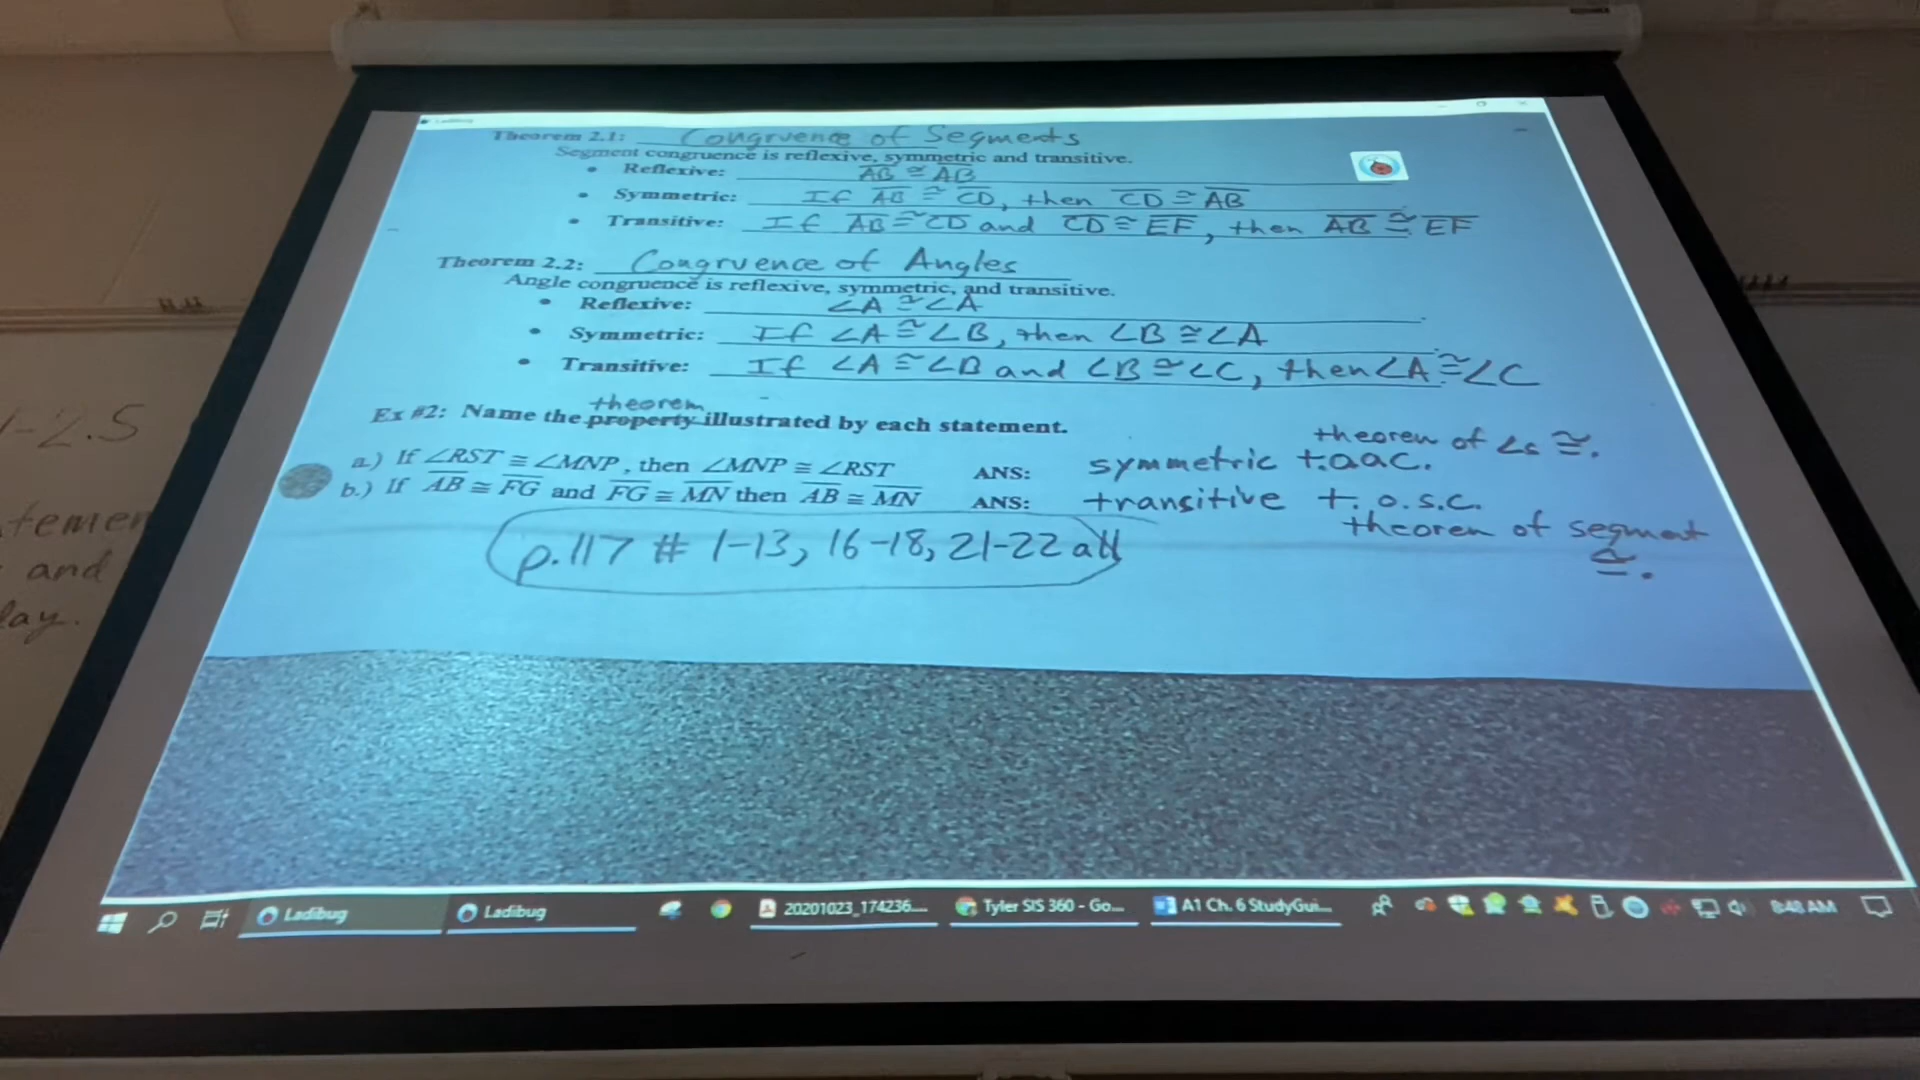 Theorem 2.1: Congruence of Segments
Segment congruence is reflexive, symmetric and transitive.
• Reflexive: AB ≅ AB
• Symmetric: If AB ≅ CD, then CD ≅ AB
• Transitive: If AB ≅ CD and CD ≅ EF, then AB ≅ EF
Theorem 2.2: Congruence of Angles
Angle congruence is reflexive, symmetric, and transitive.
• Reflexive: ∠A ≅ ∠A
• Symmetric: If ∠A ≅ ∠B, then ∠B ≅ ∠A
• Transitive: If ∠A ≅ ∠B and ∠B ≅ ∠C, then ∠A ≅ ∠C
theorem
Ex #2: Name the property illustrated by each statement.
theorem of ∠s ≅.
a.) If ∠RST ≅ ∠MNP, then ∠MNP ≅ ∠RST ANS: symmetric
b.) If AB ≅ FG and FG ≅ MN then AB ≅ MN ANS: transitive t.o.s.c.
theorem of segment
≅.
p.117 # 1-13, 16-18, 21-22 all
-2.5
and
Ladibug
Ladibug
20201023_174236....
Tyler SIS 360 - Go...
A1 Ch. 6 StudyGui...
8:48 AM